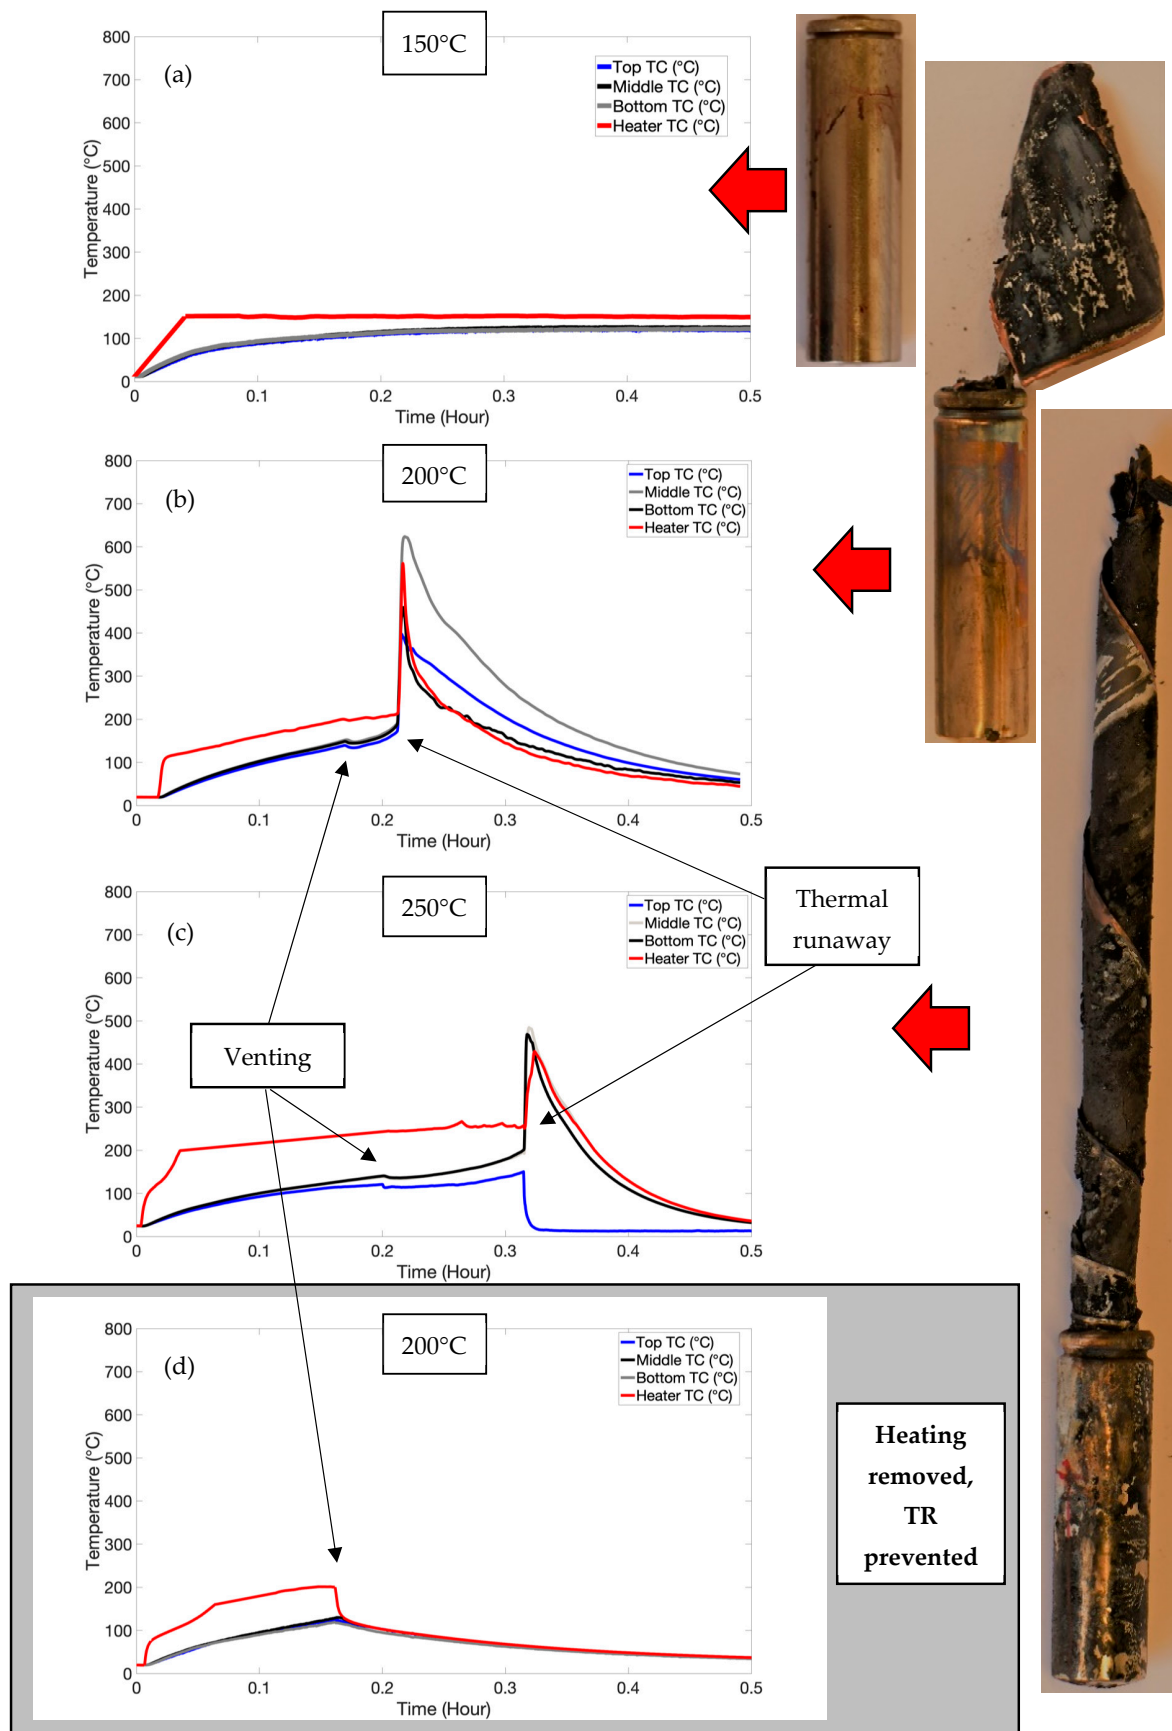 150°C
(a)
Top TC (°C)
Middle TC (°C)
Bottom TC (°C)
Heater TC (°C)
Temperature (°C)
800
700
600
500
400
300
200
100
0
0 0.1 0.2 0.3 0.4 0.5
Time (Hour)
200°C
(b)
Top TC (°C)
Middle TC (°C)
Bottom TC (°C)
Heater TC (°C)
Temperature (°C)
800
700
600
500
400
300
200
100
0
0 0.1 0.2 0.3 0.4 0.5
Time (Hour)
Thermal
runaway
250°C
(c)
Top TC (°C)
Middle TC (°C)
Bottom TC (°C)
Heater TC (°C)
Temperature (°C)
800
700
600
500
400
300
200
100
0
0 0.1 0.2 0.3 0.4 0.5
Time (Hour)
Venting
200°C
(d)
Top TC (°C)
Middle TC (°C)
Bottom TC (°C)
Heater TC (°C)
Temperature (°C)
800
700
600
500
400
300
200
100
0
0 0.1 0.2 0.3 0.4 0.5
Time (Hour)
Heating
removed,
TR
prevented